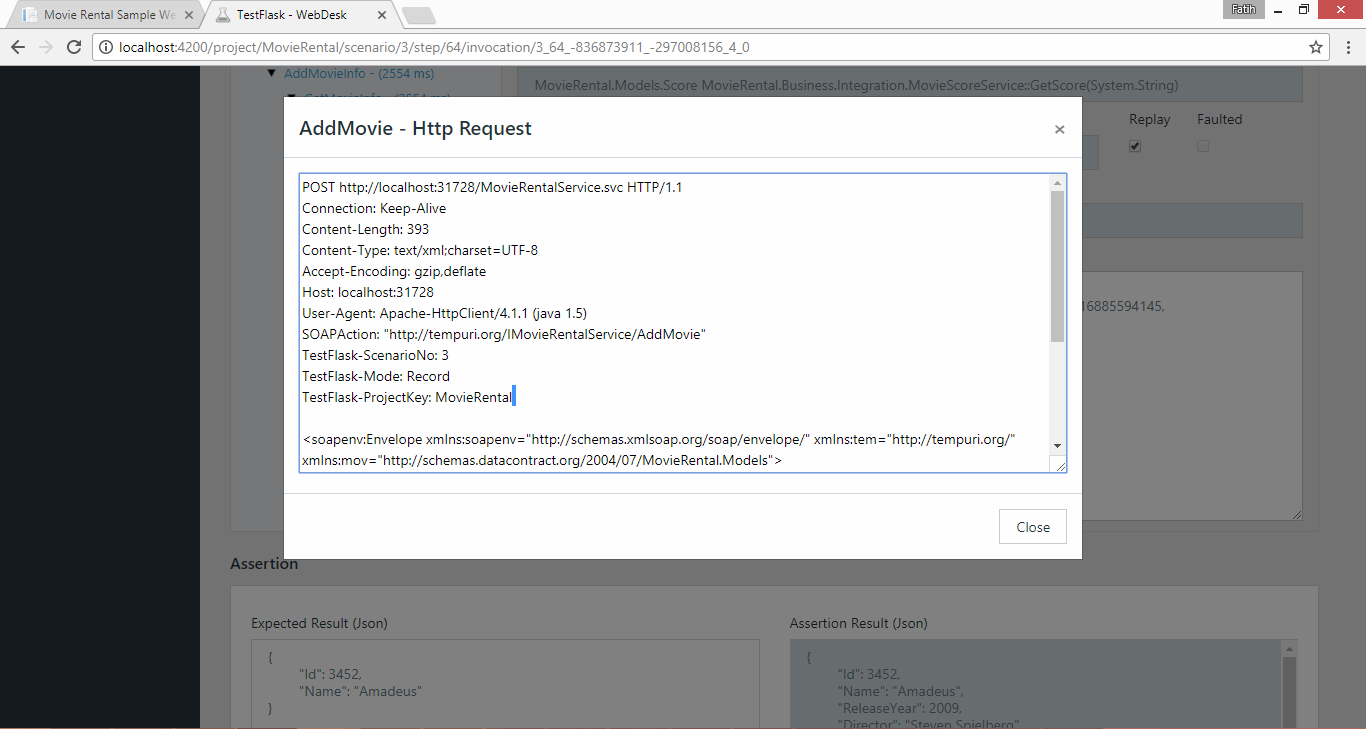 Movie Rental Sample We
TestFlask - WebDesk
Fatih
localhost:4200/project/MovieRental/scenario/3/step/64/invocation/3_64_-836873911_-297008156_4_0
AddMovieInfo - (2554 ms)
MovieRental.Models.Score MovieRental.Business.Integration.MovieScoreService::GetScore(System.String)
Replay Faulted
AddMovie - Http Request
×
POST http://localhost:31728/MovieRentalService.svc HTTP/1.1
Connection: Keep-Alive
Content-Length: 393
Content-Type: text/xml;charset=UTF-8
Accept-Encoding: gzip,deflate
Host: localhost:31728
User-Agent: Apache-HttpClient/4.1.1 (java 1.5)
SOAPAction: "http://tempuri.org/IMovieRentalService/AddMovie"
TestFlask-ScenarioNo: 3
TestFlask-Mode: Record
TestFlask-ProjectKey: MovieRental
<soapenv:Envelope xmlns:soapenv="http://schemas.xmlsoap.org/soap/envelope/" xmlns:tem="http://tempuri.org/"
xmlns:mov="http://schemas.datacontract.org/2004/07/MovieRental.Models">
16885594145,
Close
Assertion
Expected Result (Json)
{
"Id": 3452,
"Name": "Amadeus"
}
Assertion Result (Json)
{
"Id": 3452,
"Name": "Amadeus",
"ReleaseYear": 2009,
"Director": "Steven Spielberg"